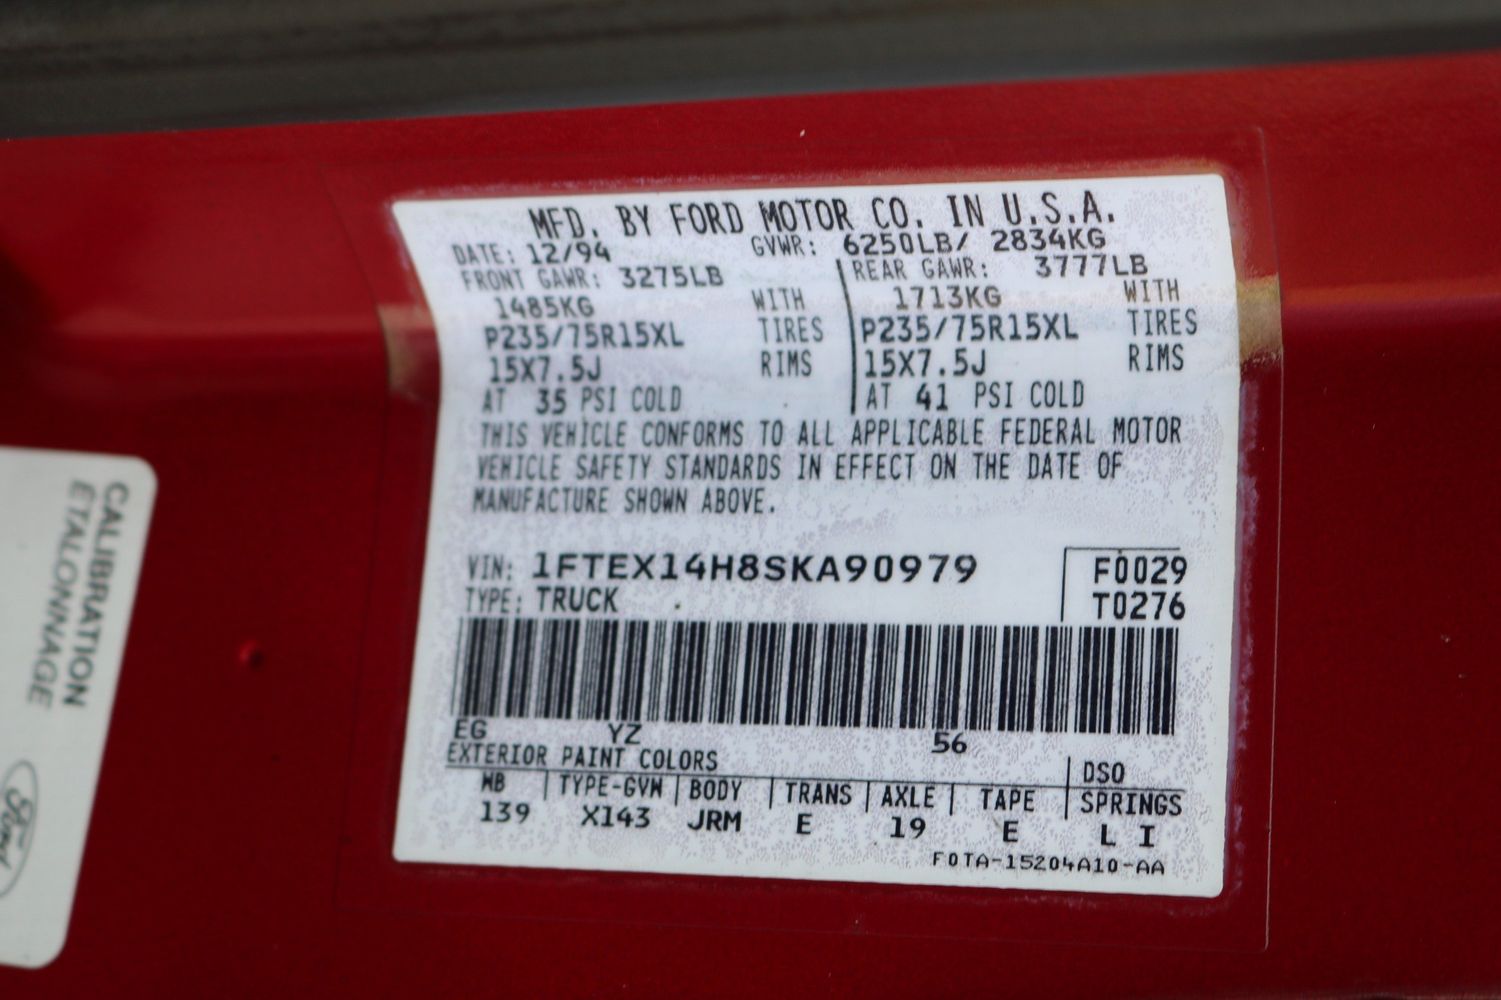 MFD. BY FORD MOTOR CO. IN U.S.A.
DATE: 12/94 GVWR: 6250LB/ 2834KG
FRONT GAWR: 3275LB REAR GAWR: 3777LB
1485KG WITH 1713KG WITH
P235/75R15XL TIRES P235/75R15XL TIRES
15X7.5J RIMS 15X7.5J RIMS
AT 35 PSI COLD AT 41 PSI COLD
THIS VEHICLE CONFORMS TO ALL APPLICABLE FEDERAL MOTOR
VEHICLE SAFETY STANDARDS IN EFFECT ON THE DATE OF
MANUFACTURE SHOWN ABOVE.
VIN: 1FTEX14H8SKA90979 F0029
TYPE: TRUCK T0276
EG YZ 56
EXTERIOR PAINT COLORS DSO
WB TYPE-GVW BODY TRANS AXLE TAPE SPRINGS
139 X143 JRM E 19 E L I
F0TA-15204A10-AA
CALIBRATION
ETALONNAGE
Ford